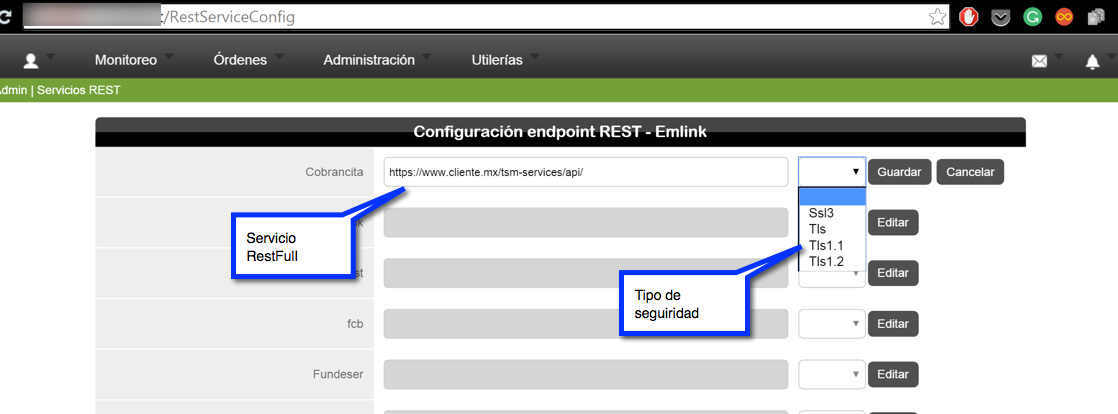 /RestServiceConfig
Monitoreo Órdenes Administración Utilerías
Admin | Servicios REST
Configuración endpoint REST - Emlink
Cobrancita https://www.cliente.mx/tsm-services/api/ Guardar Cancelar
Ssl3
Tls
Tls1.1
Tls1.2
Editar
Servicio
RestFull
Editar
Tipo de
seguiridad
fcb Editar
Fundeser Editar